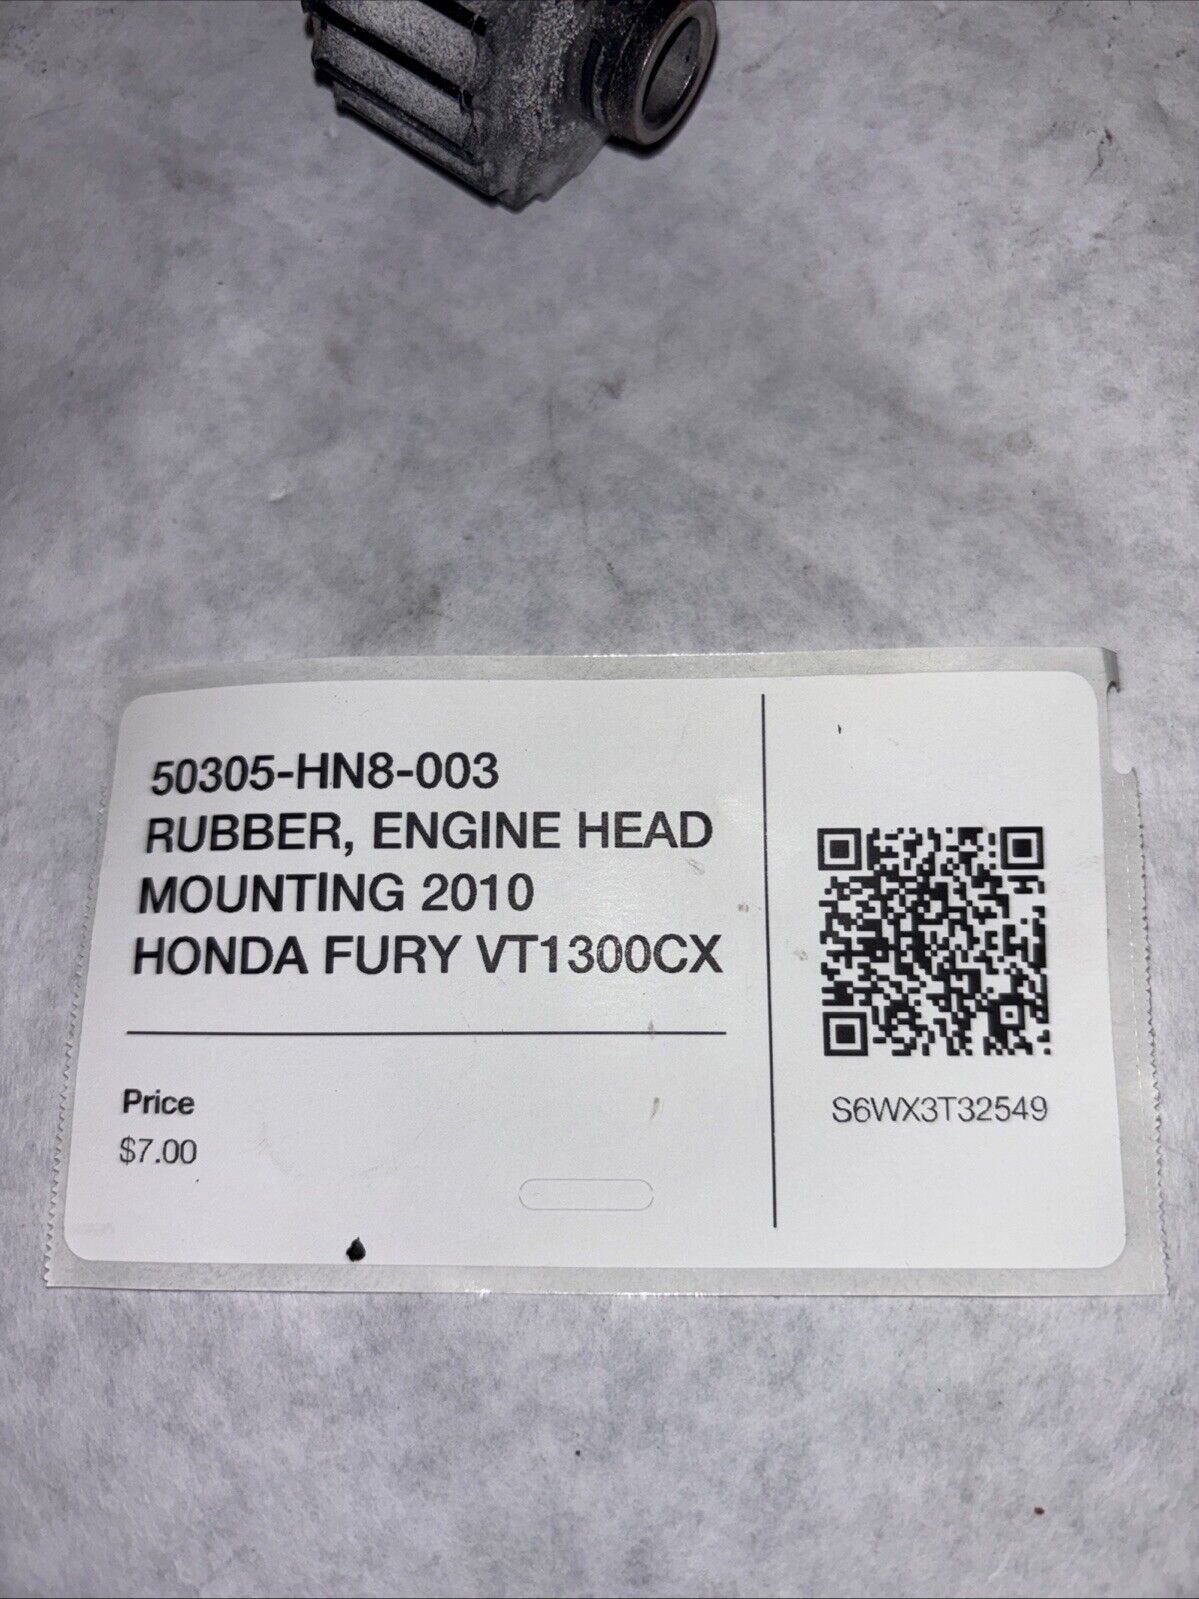 50305-HN8-003
RUBBER, ENGINE HEAD
MOUNTING 2010
HONDA FURY VT1300CX
Price
$7.00
S6WX3T32549